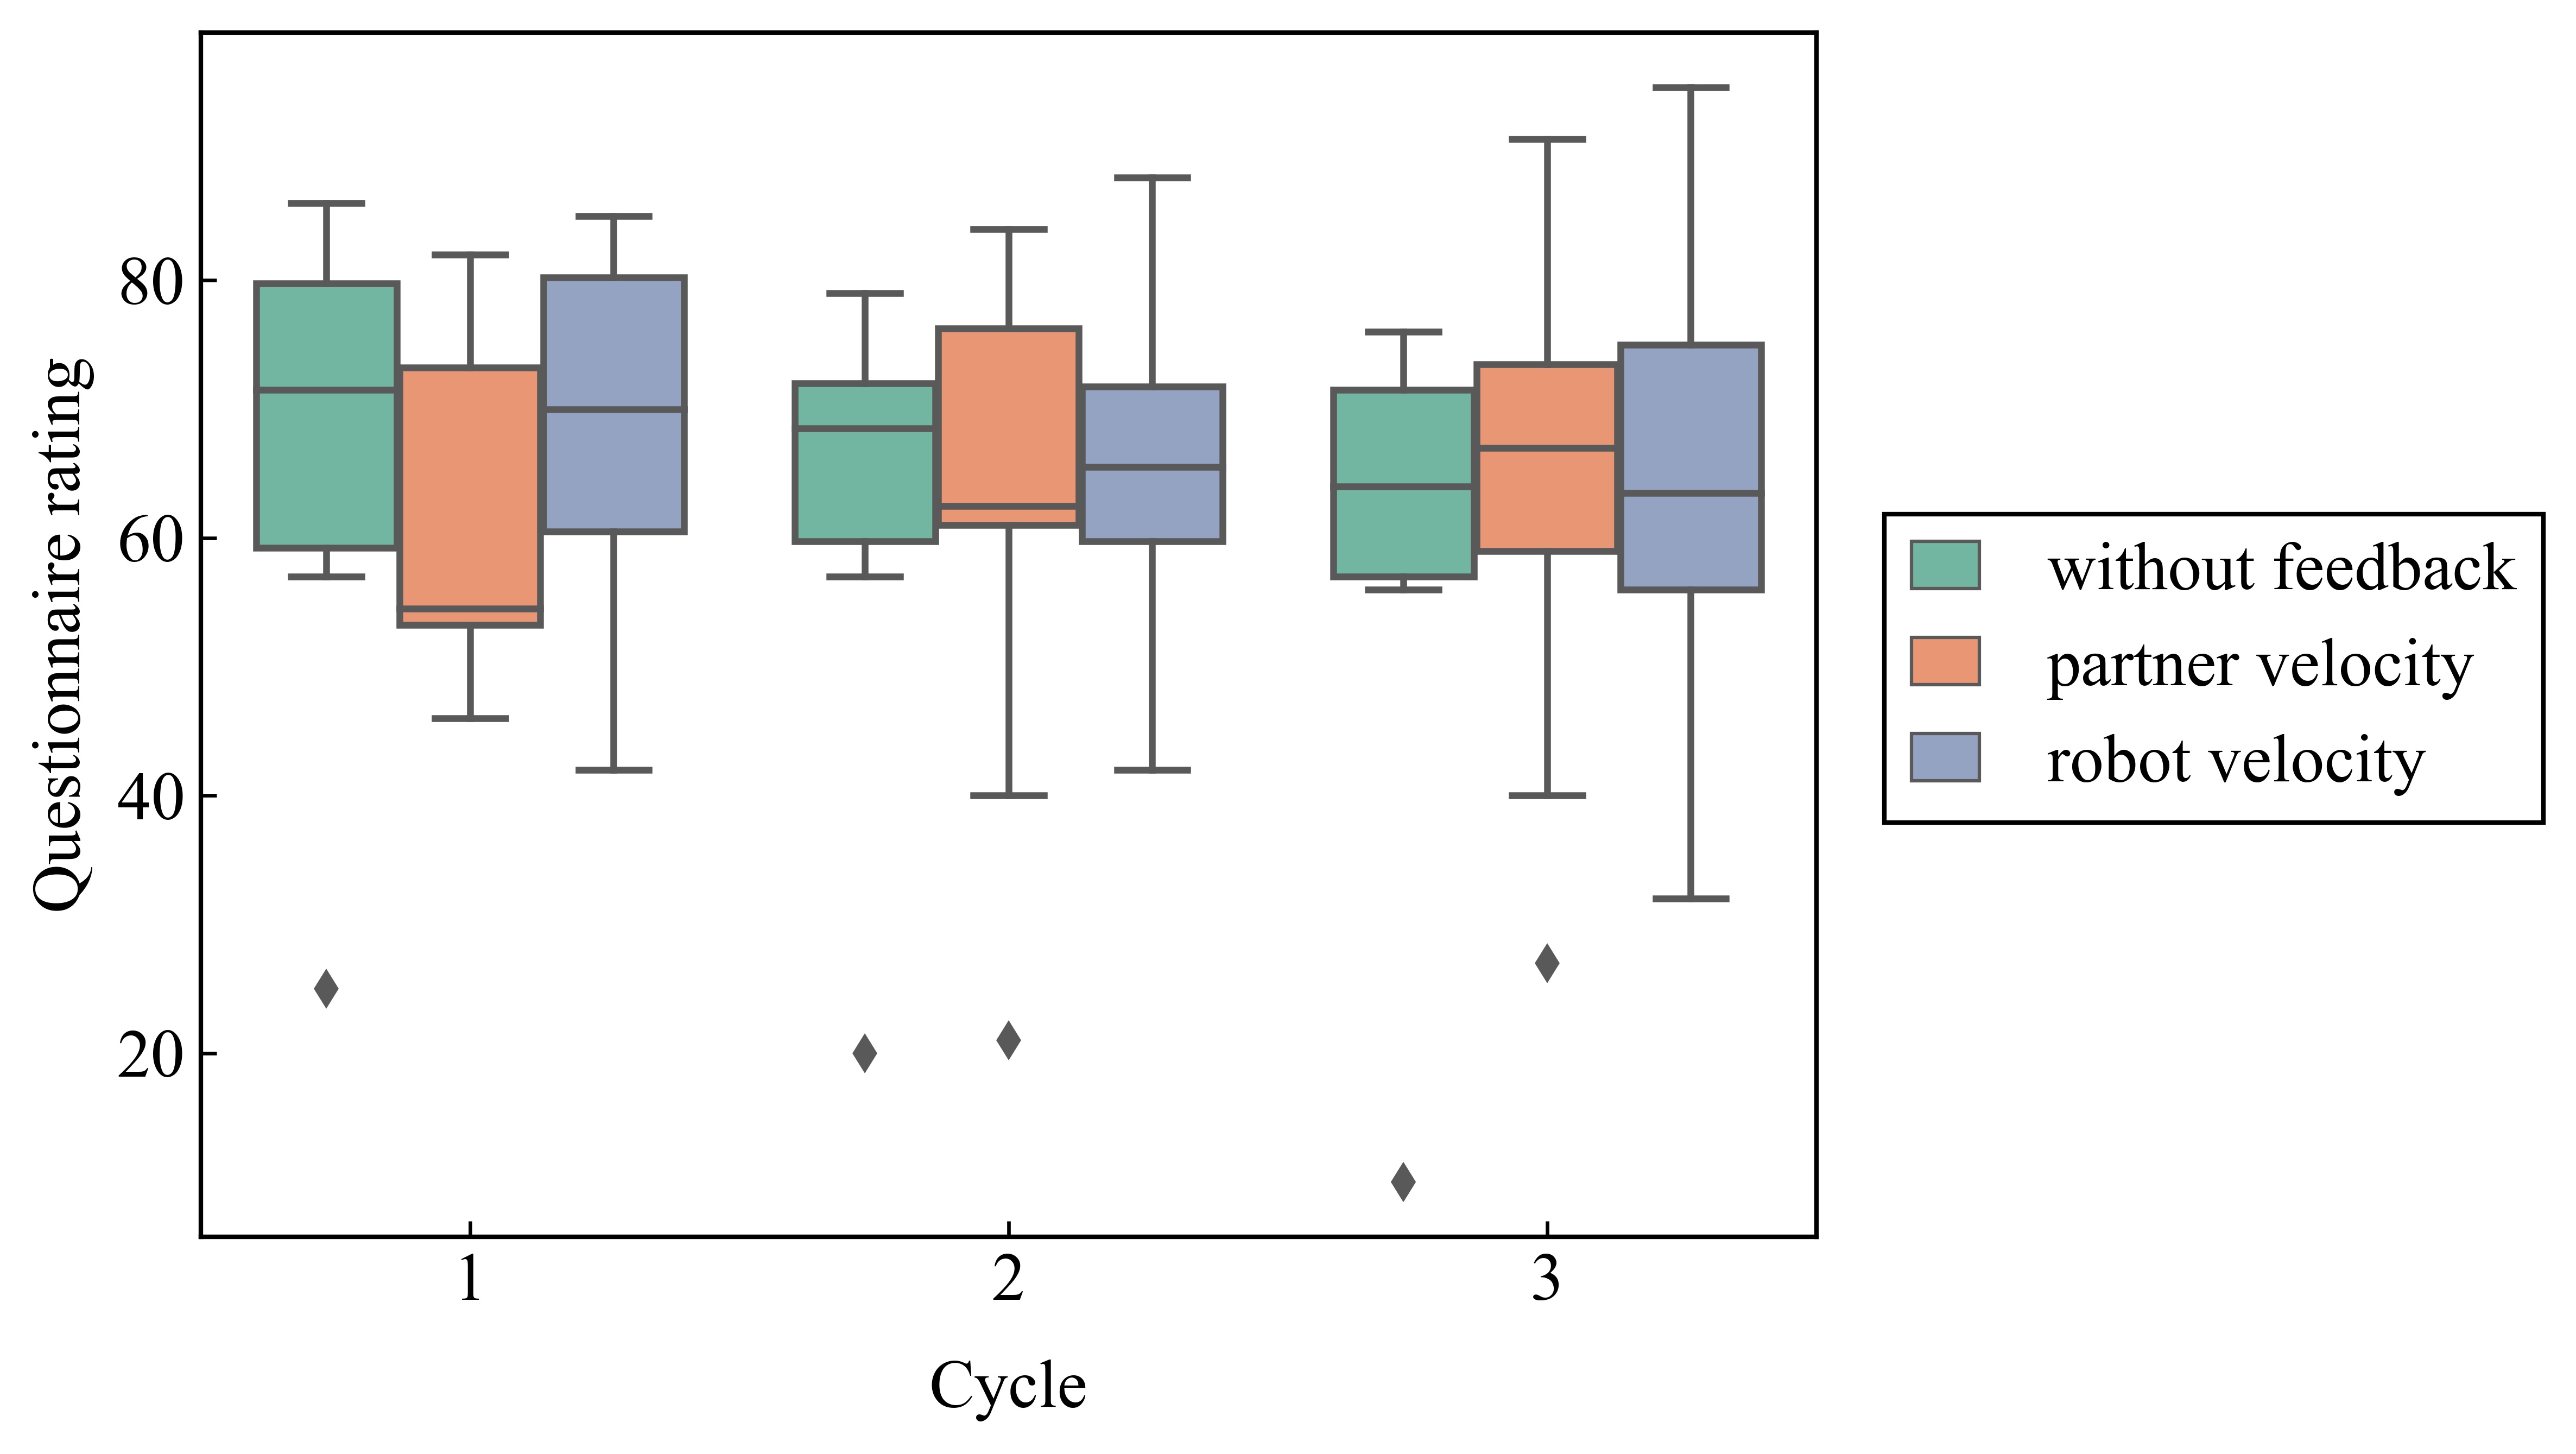 Questionnaire rating
80
60
40
20
1
2
3
Cycle
without feedback
partner velocity
robot velocity